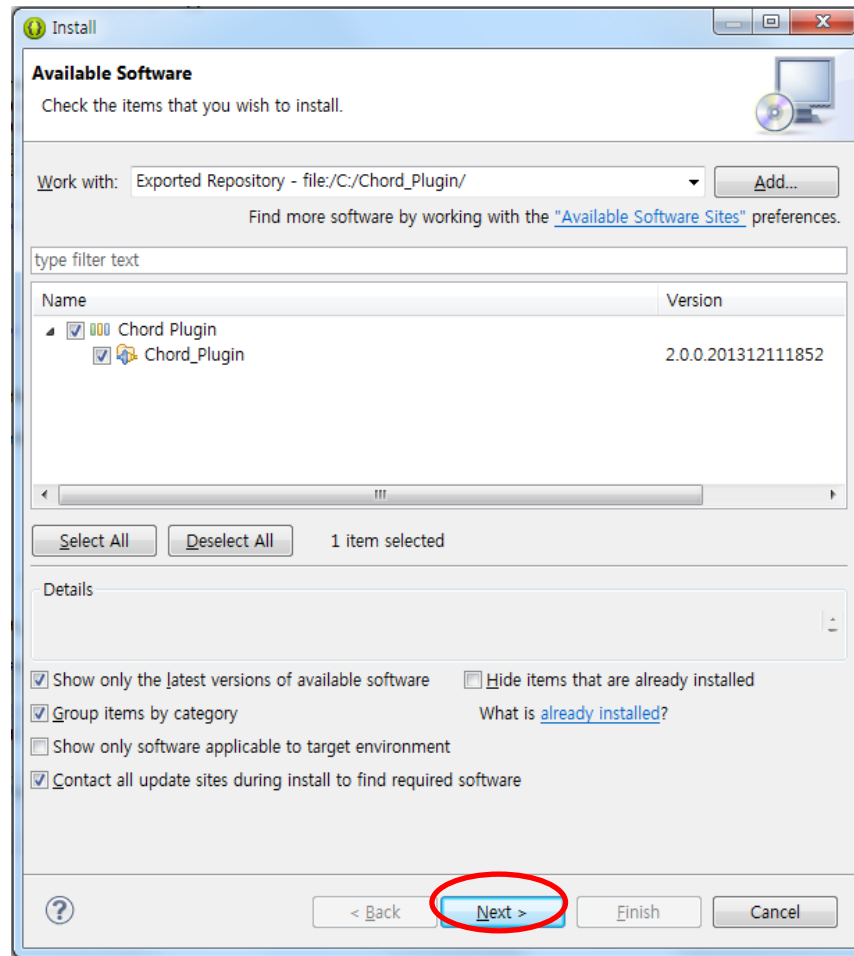 Install
Available Software
Check the items that you wish to install.
Work with: Exported Repository - file:/C:/Chord_Plugin/ Add...
Find more software by working with the "Available Software Sites" preferences.
type filter text
Name Version
Chord Plugin
Chord_Plugin 2.0.0.201312111852
Select All Deselect All 1 item selected
Details
Show only the latest versions of available software Hide items that are already installed
Group items by category What is already installed?
Show only software applicable to target environment
Contact all update sites during install to find required software
? < Back Next > Finish Cancel